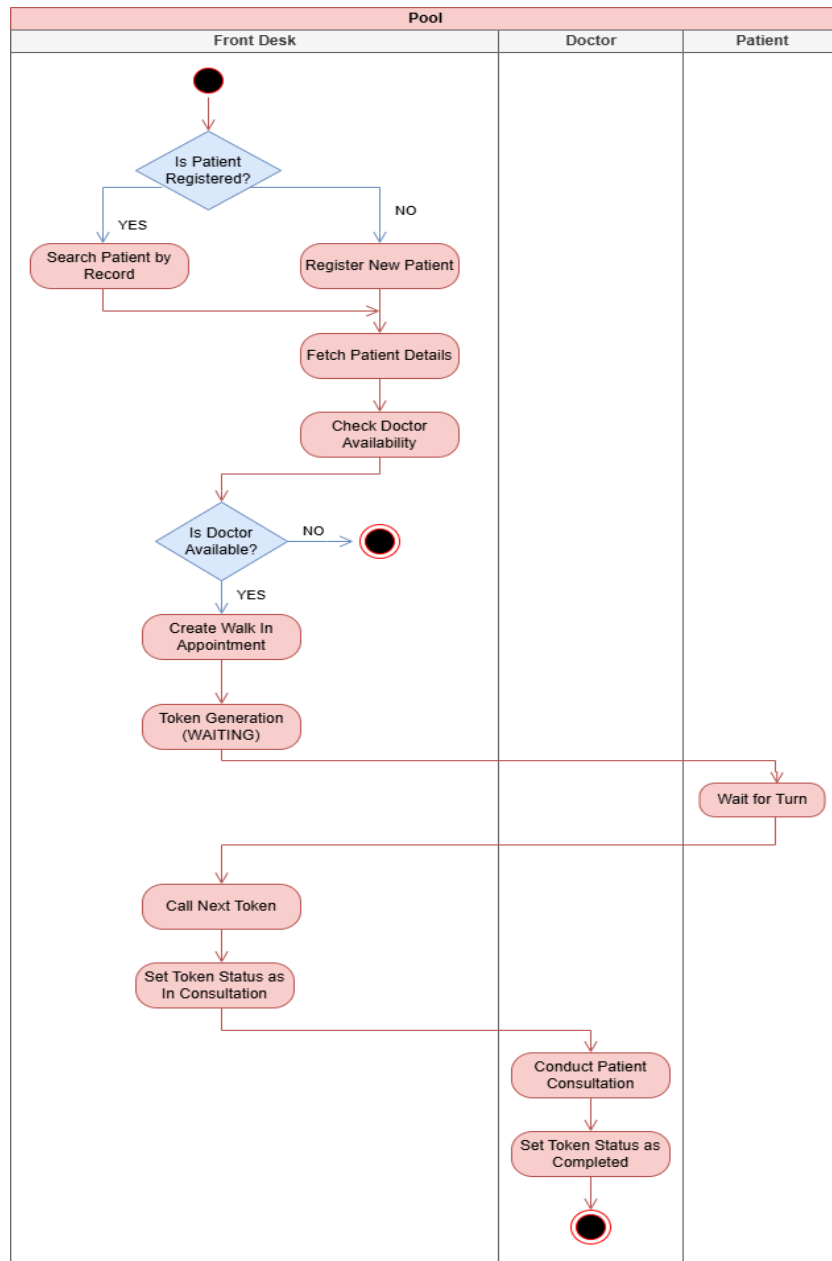 Pool
Front Desk
Doctor
Patient
Is Patient
Registered?
YES
NO
Search Patient by
Record
Register New Patient
Fetch Patient Details
Check Doctor
Availability
Is Doctor
Available?
NO
YES
Create Walk In
Appointment
Token Generation
(WAITING)
Wait for Turn
Call Next Token
Set Token Status as
In Consultation
Conduct Patient
Consultation
Set Token Status as
Completed